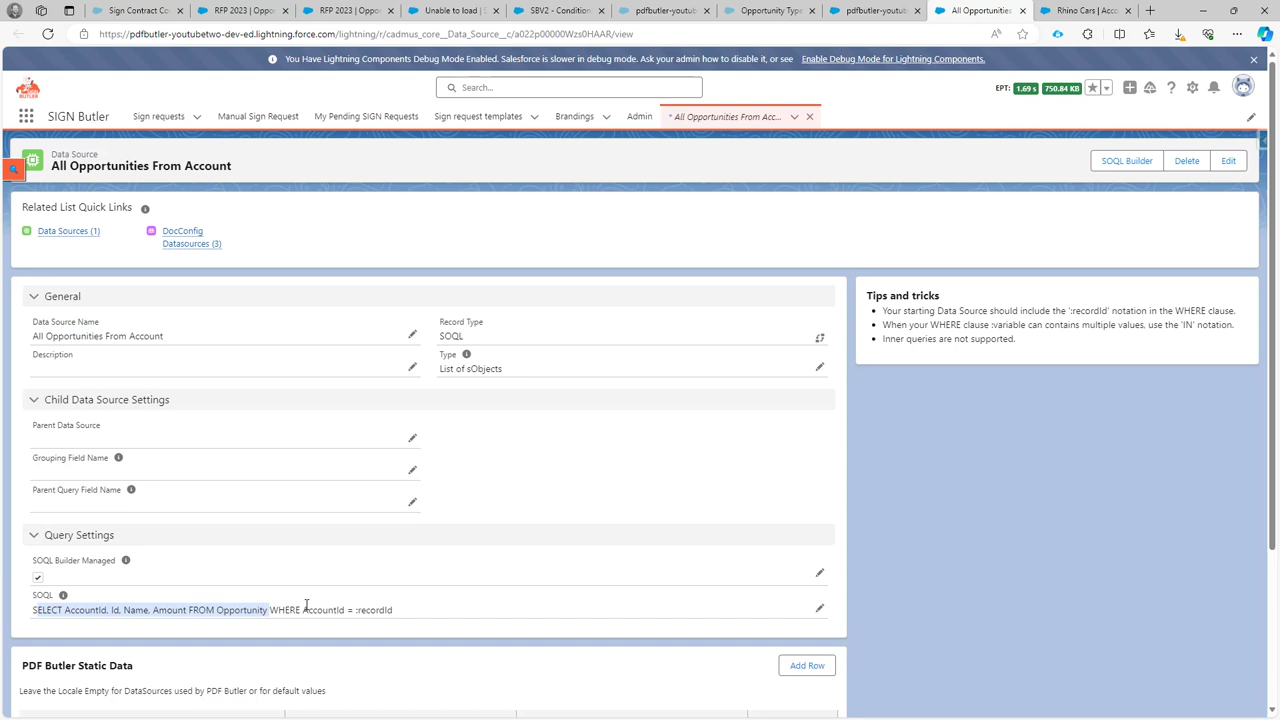 Sign Contract Co
RFP 2023 | Oppo
RFP 2023 | Oppo
Unable to load | S
SBV2 - Condition
pdfbutler-youtub
Opportunity Type
pdfbutler-youtub
All Opportunities
Rhino Cars | Acco
https://pdfbutler-youtubetwo-dev-ed.lightning.force.com/lightning/r/cadmus_core__Data_Source__c/a022p00000Wzs0HAAR/view
You Have Lightning Components Debug Mode Enabled. Salesforce is slower in debug mode. Ask your admin how to disable it, or see Enable Debug Mode for Lightning Components.
Search...
EPT: 1.69 s 750.84 KB
SIGN Butler
Sign requests
Manual Sign Request
My Pending SIGN Requests
Sign request templates
Brandings
Admin
* All Opportunities From Acc...
Data Source
All Opportunities From Account
SOQL Builder
Delete
Edit
Related List Quick Links
Data Sources (1)
DocConfig
Datasources (3)
General
Data Source Name
All Opportunities From Account
Record Type
SOQL
Description
Type
List of sObjects
Tips and tricks
Your starting Data Source should include the ':recordId' notation in the WHERE clause.
When your WHERE clause :variable can contains multiple values, use the 'IN' notation.
Inner queries are not supported.
Child Data Source Settings
Parent Data Source
Grouping Field Name
Parent Query Field Name
Query Settings
SOQL Builder Managed
SOQL
SELECT AccountId, Id, Name, Amount FROM Opportunity WHERE AccountId = :recordId
PDF Butler Static Data
Add Row
Leave the Locale Empty for DataSources used by PDF Butler or for default values